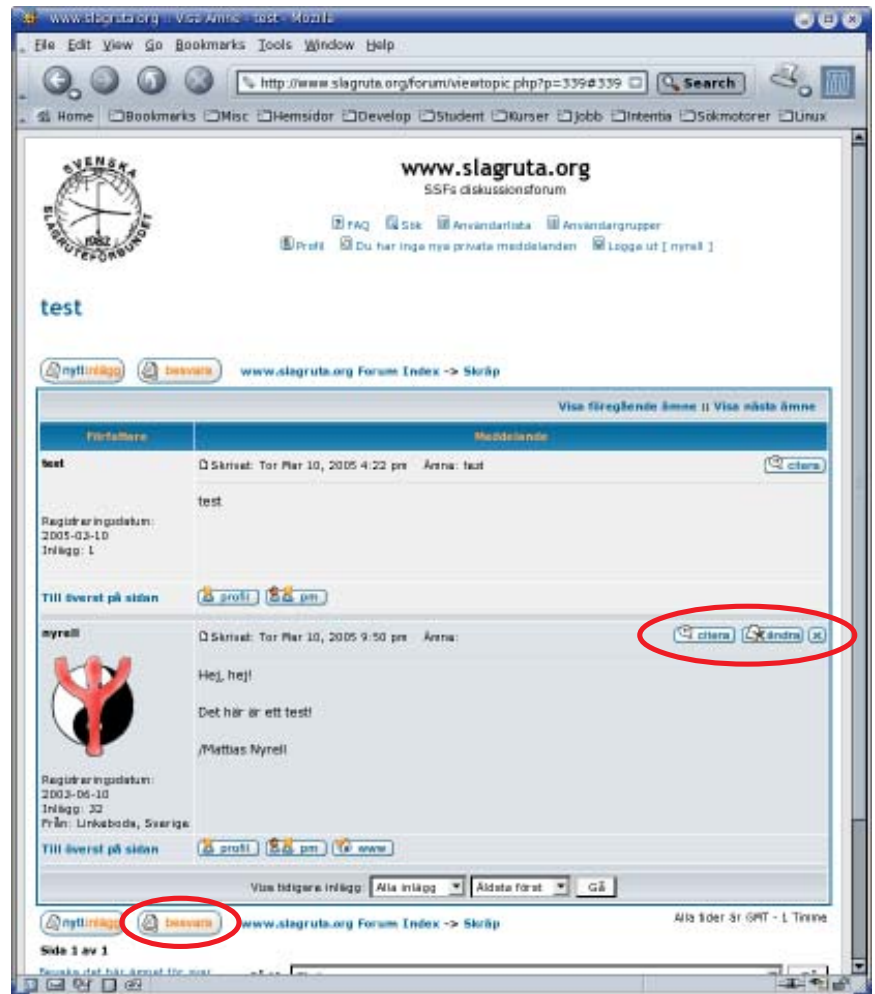 www.slagruta.org :: Visa Ämne - test - Mozilla
File Edit View Go Bookmarks Tools Window Help
http://www.slagruta.org/forum/viewtopic.php?p=339#339 Search
Home Bookmarks Misc Hemsidor Develop Student Kurser Jobb Intentia Sökmotorer Linux
SVENSKA
SLAGRUTEFÖRBUNDET
1982
www.slagruta.org
SSFs diskussionsforum
FAQ Sök Användarlista Användargrupper
Profil Du har inga nya privata meddelanden Logga ut [ nyrell ]
test
nyttinlägg besvara www.slagruta.org Forum Index -> Skräp
Visa föregående ämne :: Visa nästa ämne
Författare Meddelande
test Skrivet: Tor Mar 10, 2005 4:22 pm Ämne: test citera
test
Registreringsdatum:
2005-03-10
Inlägg: 1
Till överst på sidan profil pm
nyrell Skrivet: Tor Mar 10, 2005 9:50 pm Ämne: citera ändra x
Hej, hej!
Det här är ett test!
/Mattias Nyrell
Registreringsdatum:
2003-06-10
Inlägg: 32
Från: Linkeboda, Sverige
Till överst på sidan profil pm www
Visa tidigare inlägg: Alla inlägg Äldsta först Gå
nyttinlägg besvara www.slagruta.org Forum Index -> Skräp Alla tider är GMT - 1 Timme
Sida 1 av 1